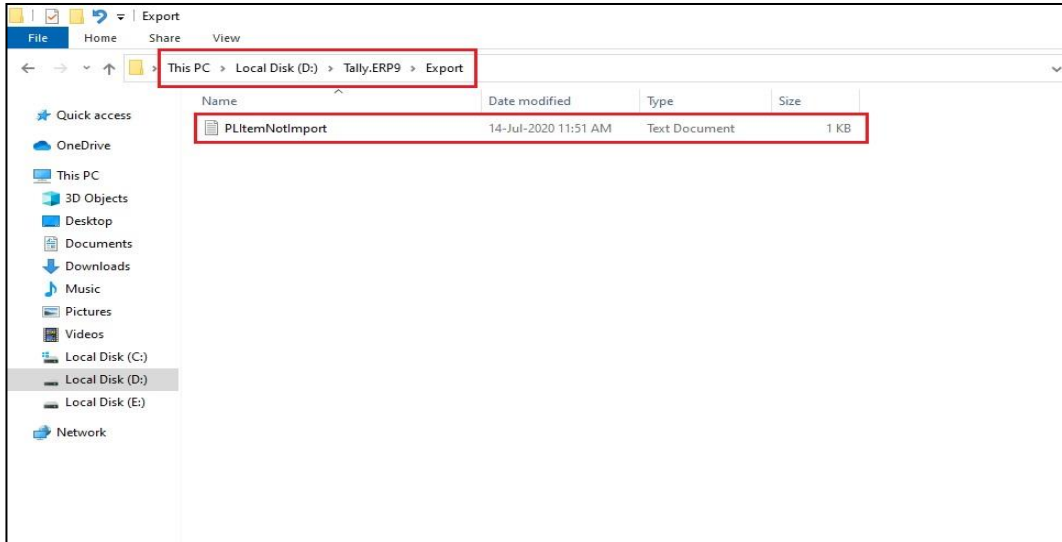 Export
File Home Share View
This PC > Local Disk (D:) > Tally.ERP9 > Export
Name Date modified Type Size
PLItemNotImport 14-Jul-2020 11:51 AM Text Document 1 KB
Quick access
OneDrive
This PC
3D Objects
Desktop
Documents
Downloads
Music
Pictures
Videos
Local Disk (C:)
Local Disk (D:)
Local Disk (E:)
Network